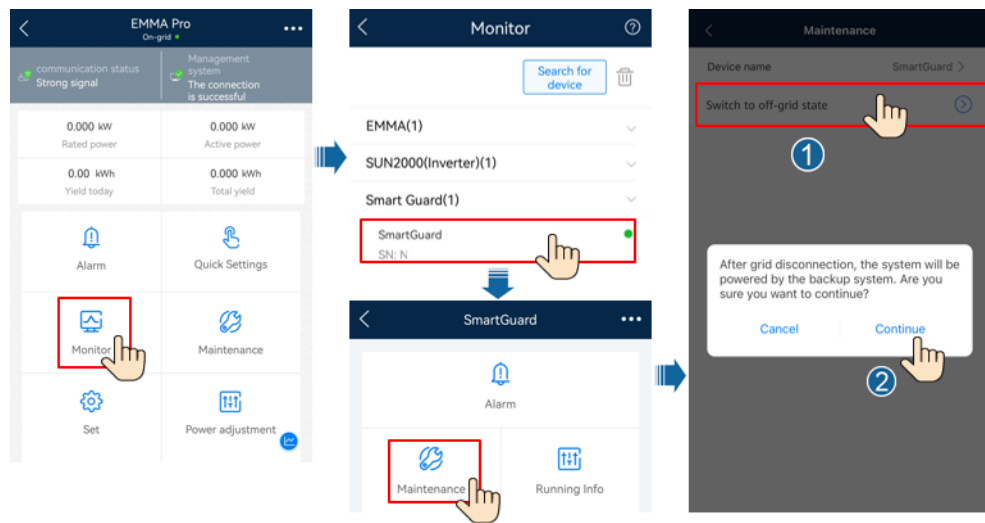 EMMA Pro
On-grid
communication status
Strong signal
Management
system
The connection
is successful
0.000 kW
Rated power
0.000 kW
Active power
0.00 kWh
Yield today
0.000 kWh
Total yield
Alarm
Quick Settings
Monitor
Maintenance
Set
Power adjustment
Monitor
Search for
device
EMMA(1)
SUN2000(Inverter)(1)
Smart Guard(1)
SmartGuard
SN: N
SmartGuard
Alarm
Maintenance
Running Info
Maintenance
Device name
SmartGuard
Switch to off-grid state
1
After grid disconnection, the system will be
powered by the backup system. Are you
sure you want to continue?
Cancel
Continue
2